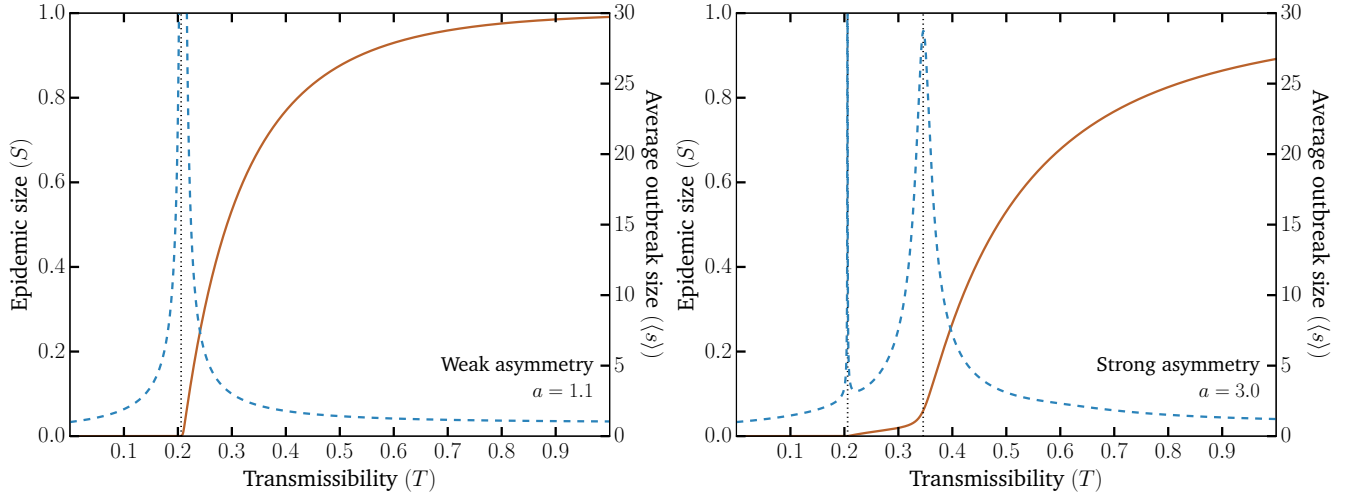 1.0
0.8
0.6
0.4
0.2
0.0
Epidemic size (S)
0.1 0.2 0.3 0.4 0.5 0.6 0.7 0.8 0.9
Transmissibility (T)
30
25
20
15
10
5
0
Average outbreak size (⟨s⟩)
Weak asymmetry
a = 1.1
1.0
0.8
0.6
0.4
0.2
0.0
Epidemic size (S)
0.1 0.2 0.3 0.4 0.5 0.6 0.7 0.8 0.9
Transmissibility (T)
30
25
20
15
10
5
0
Average outbreak size (⟨s⟩)
Strong asymmetry
a = 3.0